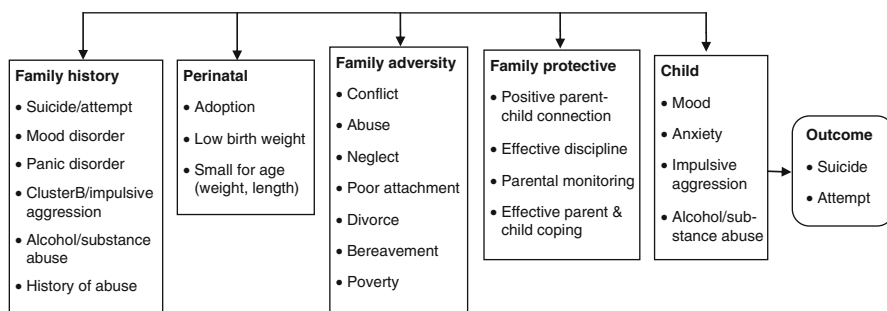 Family history
• Suicide/attempt
• Mood disorder
• Panic disorder
• ClusterB/impulsive
aggression
• Alcohol/substance
abuse
• History of abuse
Perinatal
• Adoption
• Low birth weight
• Small for age
(weight, length)
Family adversity
• Conflict
• Abuse
• Neglect
• Poor attachment
• Divorce
• Bereavement
• Poverty
Family protective
• Positive parent-
child connection
• Effective discipline
• Parental monitoring
• Effective parent &
child coping
Child
• Mood
• Anxiety
• Impulsive
aggression
• Alcohol/sub-
stance abuse
Outcome
• Suicide
• Attempt